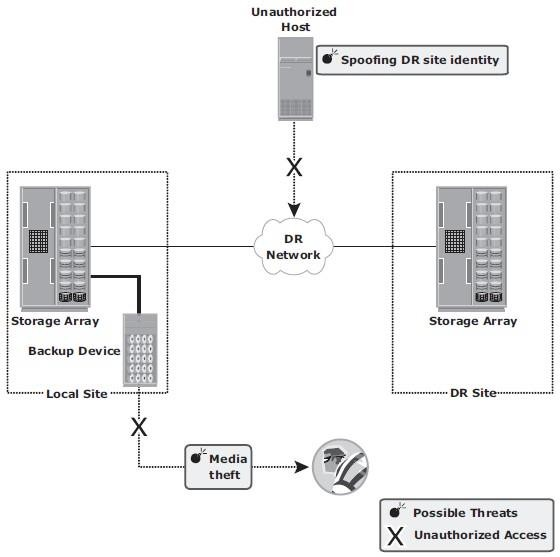 Unauthorized
Host
Spoofing DR site identity
X
DR
Network
Storage Array
Storage Array
Backup Device
Local Site
DR Site
X
Media
theft
Possible Threats
X Unauthorized Access